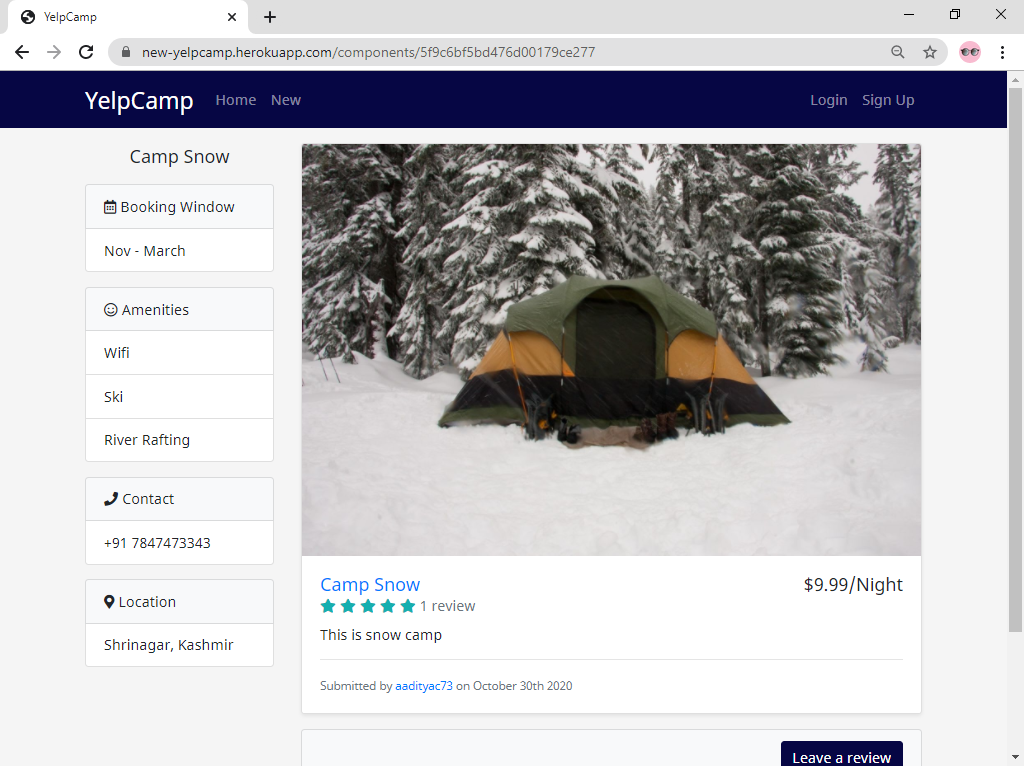 YelpCamp
new-yelpcamp.herokuapp.com/components/5f9c6bf5bd476d00179ce277
YelpCamp Home New Login Sign Up
Camp Snow
Booking Window
Nov - March
Amenities
Wifi
Ski
River Rafting
Contact
+91 7847473343
Location
Shrinagar, Kashmir
Camp Snow $9.99/Night
1 review
This is snow camp
Submitted by aadityac73 on October 30th 2020
Leave a review